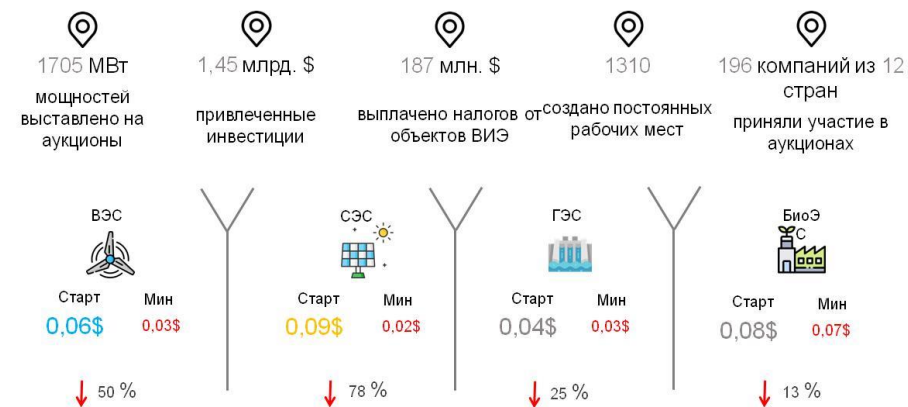 1705 МВт
мощностей
выставлено на
аукционы
1,45 млрд. $
привлеченные
инвестиции
187 млн. $
выплачено налогов от
объектов ВИЭ
1310
создано постоянных
рабочих мест
196 компаний из 12
стран
приняли участие в
аукционах
ВЭС
Старт
Мин
0,06$
0,03$
50 %
СЭС
Старт
Мин
0,09$
0,02$
78 %
ГЭС
Старт
Мин
0,04$
0,03$
25 %
БиоЭ
С
Старт
Мин
0,08$
0,07$
13 %